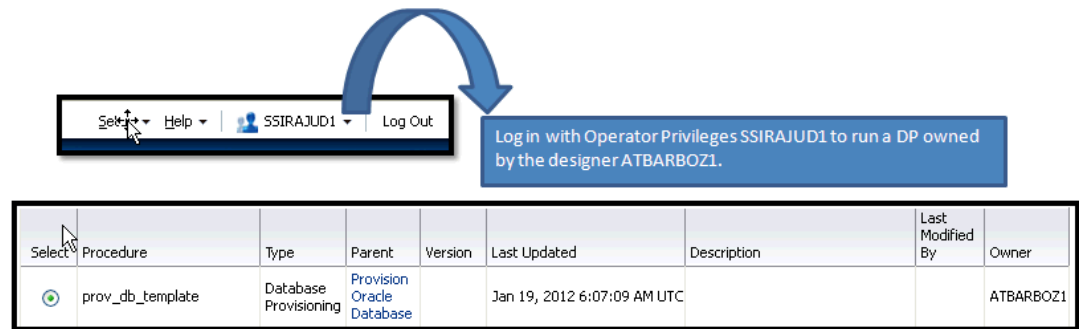 Help SSIRAJUD1 Log Out
Log in with Operator Privileges SSIRAJUD1 to run a DP owned
by the designer ATBARBOZ1.
Select Procedure Type Parent Version Last Updated Description Last Modified By Owner
prov_db_template Database Provisioning Provision Oracle Database Jan 19, 2012 6:07:09 AM UTC ATBARBOZ1